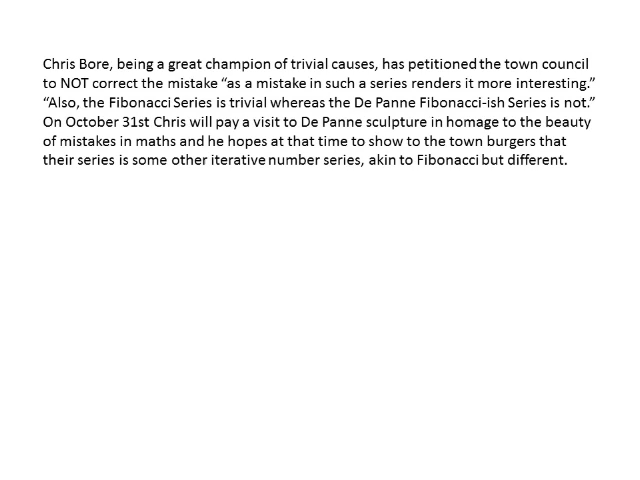 Chris Bore, being a great champion of trivial causes, has petitioned the town council
to NOT correct the mistake “as a mistake in such a series renders it more interesting.”
“Also, the Fibonacci Series is trivial whereas the De Panne Fibonacci-ish Series is not.”
On October 31st Chris will pay a visit to De Panne sculpture in homage to the beauty
of mistakes in maths and he hopes at that time to show to the town burgers that
their series is some other iterative number series, akin to Fibonacci but different.